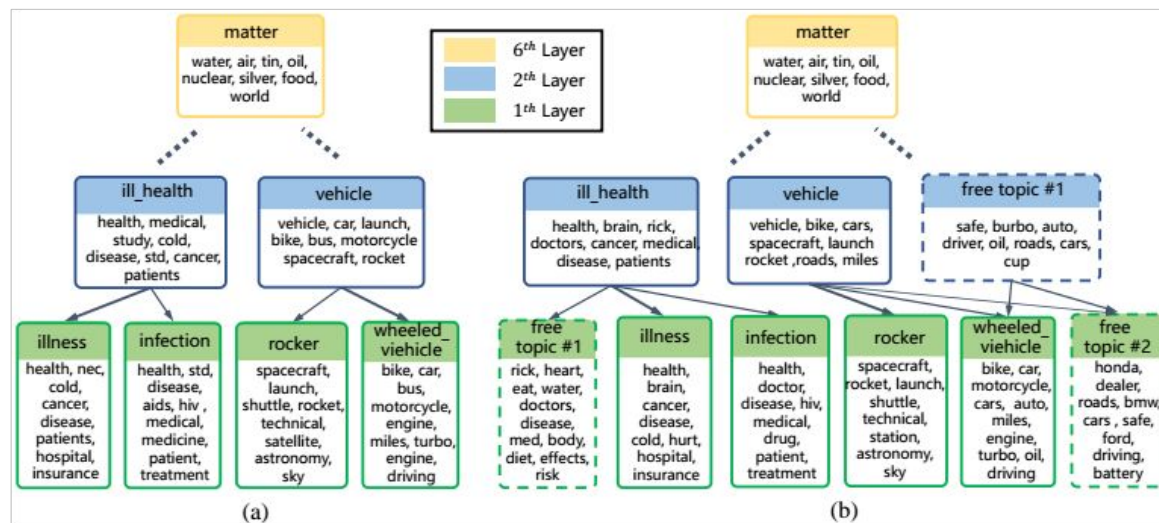 matter
water, air, tin, oil,
nuclear, silver, food,
world
6th Layer
2th Layer
1th Layer
matter
water, air, tin, oil,
nuclear, silver, food,
world
ill_health
health, medical,
study, cold,
disease, std, cancer,
patients
vehicle
vehicle, car, launch,
bike, bus, motorcycle
spacecraft, rocket
ill_health
health, brain, rick,
doctors, cancer, medical,
disease, patients
vehicle
vehicle, bike, cars,
spacecraft, launch
rocket ,roads, miles
free topic #1
safe, burbo, auto,
driver, oil, roads, cars,
cup
illness
health, nec,
cold,
cancer,
disease,
patients,
hospital,
insurance
infection
health, std,
disease,
aids, hiv ,
medical,
medicine,
patient,
treatment
rocker
spacecraft,
launch,
shuttle, rocket,
technical,
satellite,
astronomy,
sky
wheeled_
viehicle
bike, car,
bus,
motorcycle,
engine,
miles, turbo,
engine,
driving
free
topic #1
rick, heart,
eat, water,
doctors,
disease,
med, body,
diet, effects,
risk
illness
health,
brain,
cancer,
disease,
cold, hurt,
hospital,
insurance
infection
health,
doctor,
disease, hiv,
medical,
drug,
patient,
treatment
rocker
spacecraft,
rocket, launch,
shuttle,
technical,
station,
astronomy,
sky
wheeled_
viehicle
bike, car,
motorcycle,
cars, auto,
miles,
engine,
turbo, oil,
driving
free
topic #2
honda,
dealer,
roads, bmw,
cars , safe,
ford,
driving,
battery
(a)
(b)